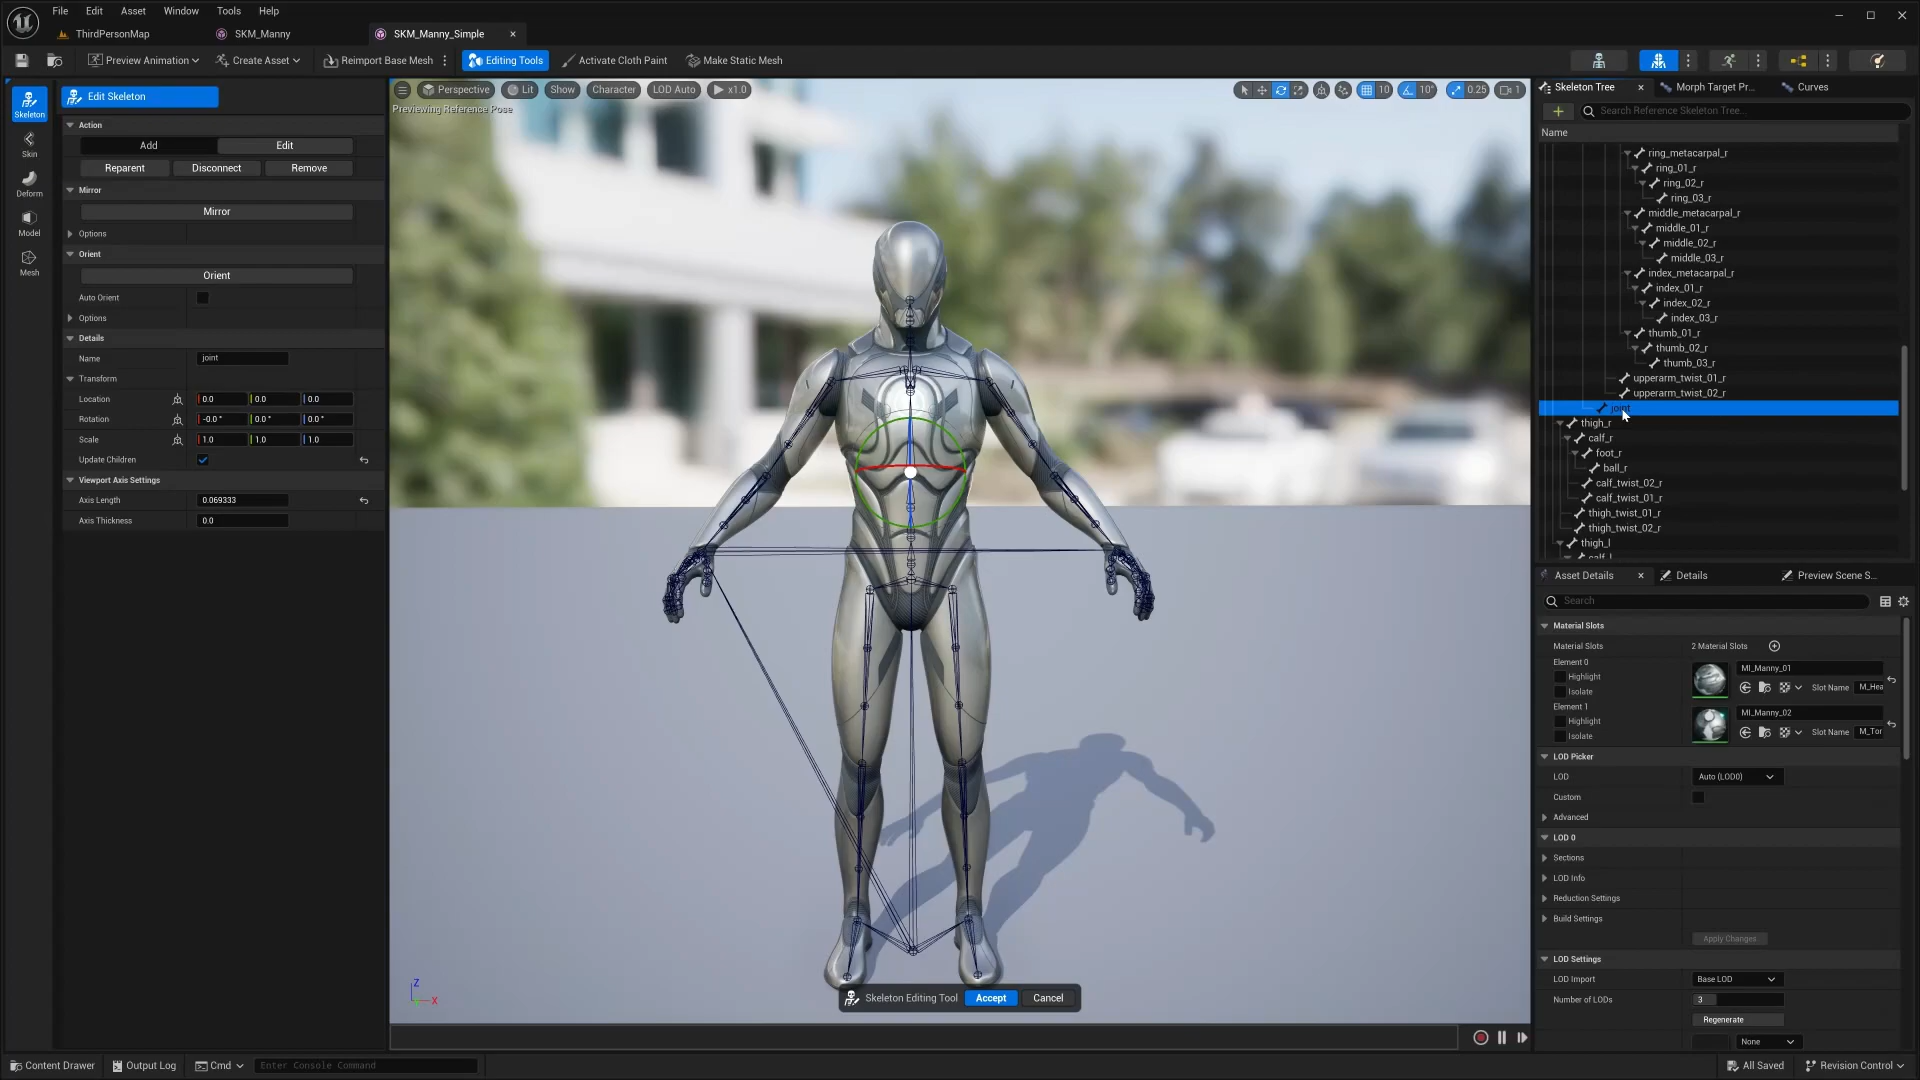 File Edit Asset Window Tools Help
ThirdPersonMap SKM_Manny SKM_Manny_Simple
Preview Animation Create Asset Reimport Base Mesh Editing Tools Activate Cloth Paint Make Static Mesh
Skeleton
Skin
Deform
Model
Mesh
Edit Skeleton
Action
Add Edit
Reparent Disconnect Remove
Mirror
Mirror
Options
Orient
Orient
Auto Orient
Options
Details
Name joint
Transform
Location 0.0 0.0 0.0
Rotation -0.0 ° 0.0 ° 0.0 °
Scale 1.0 1.0 1.0
Update Children
Viewport Axis Settings
Axis Length 0.069333
Axis Thickness 0.0
Perspective Lit Show Character LOD Auto x1.0 10 10° 0.25 1
Previewing Reference Pose
Z
X
Skeleton Editing Tool Accept Cancel
Skeleton Tree Morph Target Pr... Curves
Search Reference Skeleton Tree...
Name
ring_metacarpal_r
ring_01_r
ring_02_r
ring_03_r
middle_metacarpal_r
middle_01_r
middle_02_r
middle_03_r
index_metacarpal_r
index_01_r
index_02_r
index_03_r
thumb_01_r
thumb_02_r
thumb_03_r
upperarm_twist_01_r
upperarm_twist_02_r
joint
thigh_r
calf_r
foot_r
ball_r
calf_twist_02_r
calf_twist_01_r
thigh_twist_01_r
thigh_twist_02_r
thigh_l
calf_l
Asset Details Details Preview Scene S...
Search
Material Slots
Material Slots 2 Material Slots
Element 0
Highlight
Isolate
MI_Manny_01
Slot Name M_Hea
Element 1
Highlight
Isolate
MI_Manny_02
Slot Name M_Tor
LOD Picker
LOD Auto (LOD0)
Custom
Advanced
LOD 0
Sections
LOD Info
Reduction Settings
Build Settings
Apply Changes
LOD Settings
LOD Import Base LOD
Number of LODs 3
Regenerate
None
Content Drawer Output Log Cmd Enter Console Command All Saved Revision Control